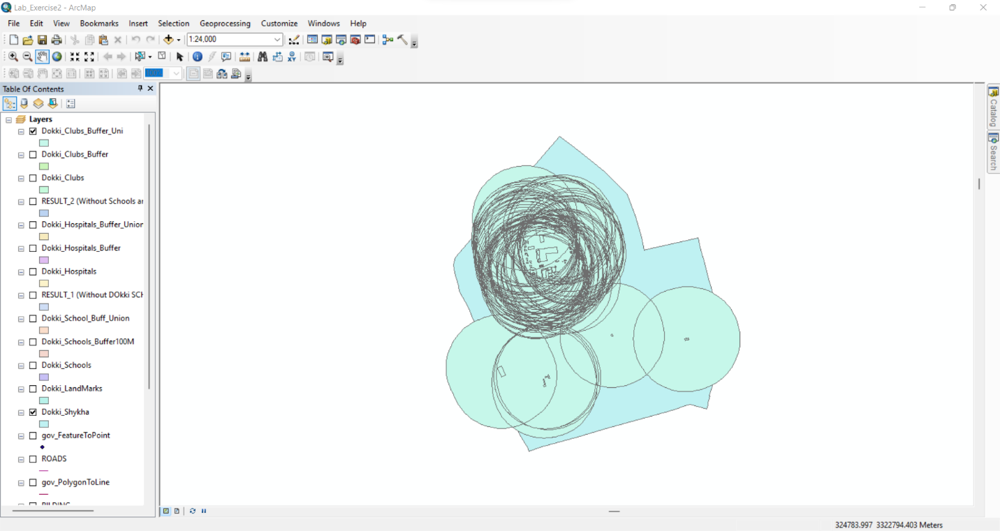 Lab_Exercise2 - ArcMap
File Edit View Bookmarks Insert Selection Geoprocessing Customize Windows Help
1:24.000
Table Of Contents
Layers
Dokki_Clubs_Buffer_Uni
Dokki_Clubs_Buffer
Dokki_Clubs
RESULT_2 (Without Schools ar
Dokki_Hospitals_Buffer_Union
Dokki_Hospitals_Buffer
Dokki_Hospitals
RESULT_1 (Without DOkki SCH
Dokki_School_Buff_Union
Dokki_Schools_Buffer100M
Dokki_Schools
Dokki_LandMarks
Dokki_Shykha
gov_FeatureToPoint
ROADS
gov_PolygonToLine
Catalog
Search
324783.997 3322794.403 Meters